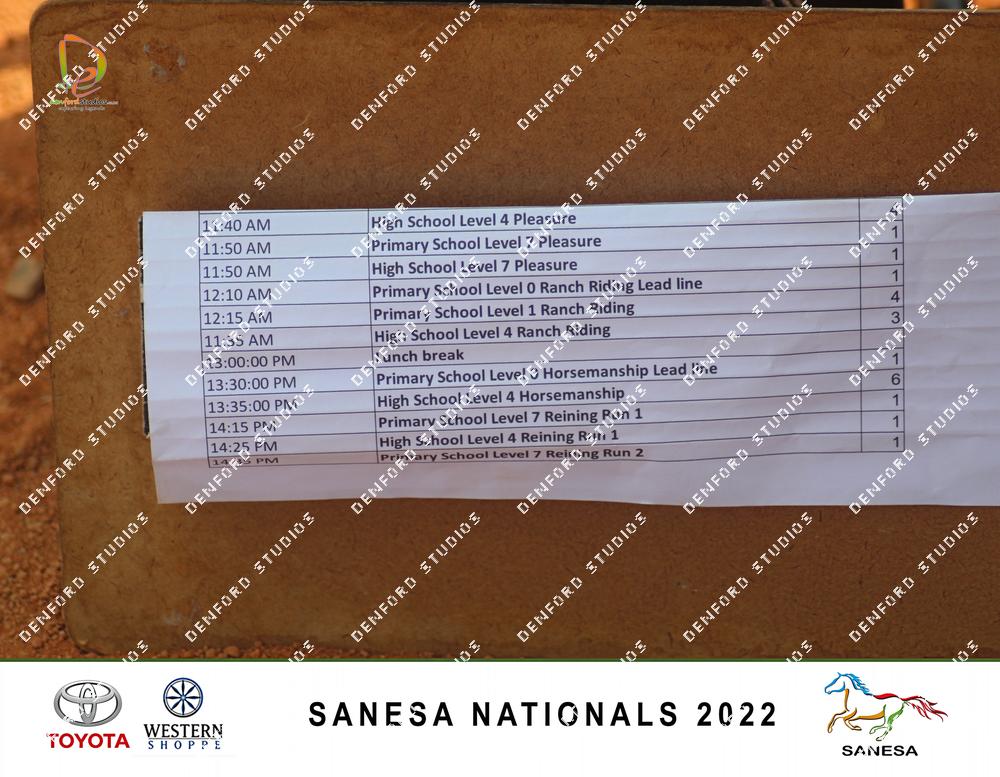 11:40 AM High School Level 4 Pleasure
11:50 AM Primary School Level 7 Pleasure 1
11:50 AM High School Level 7 Pleasure 1
12:10 AM Primary School Level 0 Ranch Riding Lead line 1
12:15 AM Primary School Level 1 Ranch Riding 4
11:35 AM High School Level 4 Ranch Riding 3
13:00:00 PM Lunch break
13:30:00 PM Primary School Level 0 Horsemanship Lead line 1
13:35:00 PM High School Level 4 Horsemanship 6
14:15 PM Primary School Level 7 Reining Run 1 1
14:25 PM High School Level 4 Reining Run 1 1
PM Primary School Level 7 Reining Run 2 1
TOYOTA
WESTERN
SHOPPE
SANESA NATIONALS 2022
SANESA
DENFORD STUDIOS